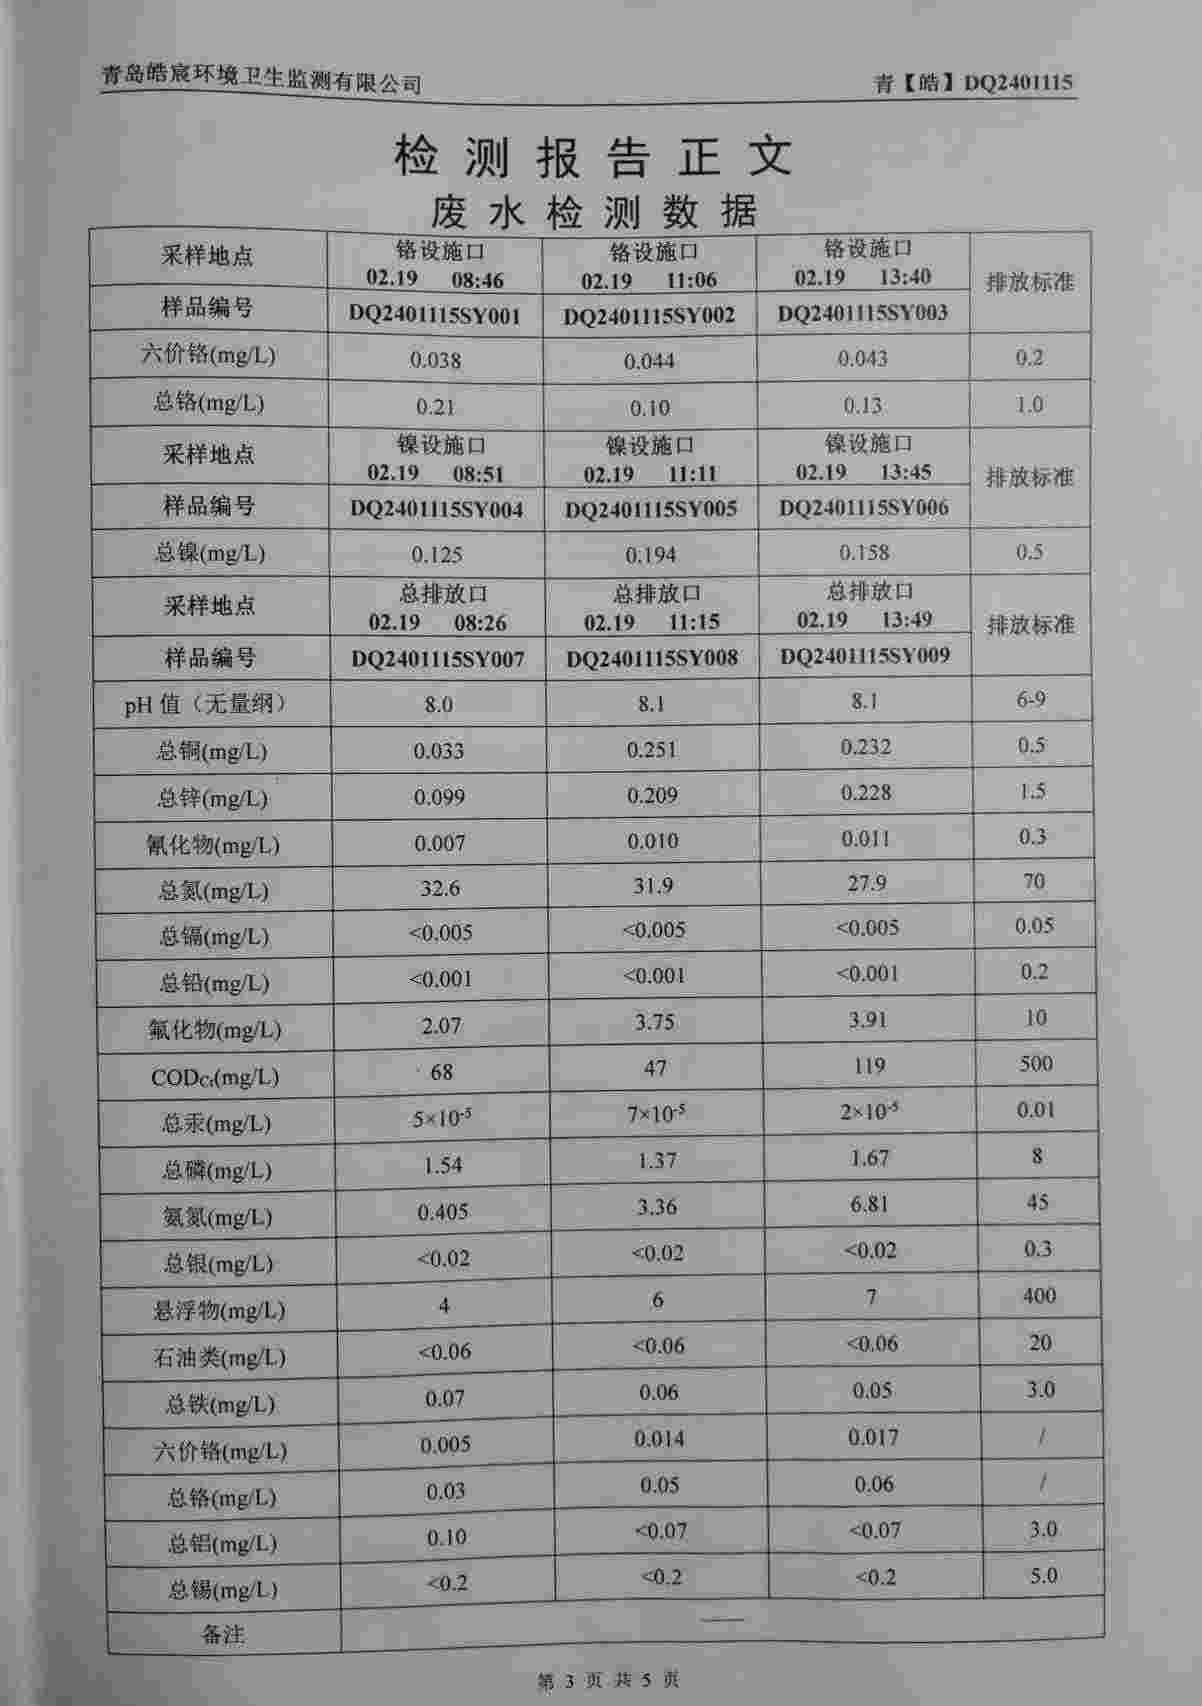 青岛皓宸环境卫生监测有限公司 青【皓】DQ2401115
检测报告正文
废水检测数据
采样地点 铬设施口 铬设施口 铬设施口 排放标准
02.19 08:46 02.19 11:06 02.19 13:40
样品编号 DQ2401115SY001 DQ2401115SY002 DQ2401115SY003
六价铬(mg/L) 0.038 0.044 0.043 0.2
总铬(mg/L) 0.21 0.10 0.13 1.0
采样地点 镍设施口 镍设施口 镍设施口 排放标准
02.19 08:51 02.19 11:11 02.19 13:45
样品编号 DQ2401115SY004 DQ2401115SY005 DQ2401115SY006
总镍(mg/L) 0.125 0.194 0.158 0.5
采样地点 总排放口 总排放口 总排放口 排放标准
02.19 08:26 02.19 11:15 02.19 13:49
样品编号 DQ2401115SY007 DQ2401115SY008 DQ2401115SY009
pH 值（无量纲） 8.0 8.1 8.1 6-9
总铜(mg/L) 0.033 0.251 0.232 0.5
总锌(mg/L) 0.099 0.209 0.228 1.5
氰化物(mg/L) 0.007 0.010 0.011 0.3
总氮(mg/L) 32.6 31.9 27.9 70
总镉(mg/L) <0.005 <0.005 <0.005 0.05
总铅(mg/L) <0.001 <0.001 <0.001 0.2
氟化物(mg/L) 2.07 3.75 3.91 10
CODCr(mg/L) 68 47 119 500
总汞(mg/L) 5×10⁻⁵ 7×10⁻⁵ 2×10⁻⁵ 0.01
总磷(mg/L) 1.54 1.37 1.67 8
氨氮(mg/L) 0.405 3.36 6.81 45
总银(mg/L) <0.02 <0.02 <0.02 0.3
悬浮物(mg/L) 4 6 7 400
石油类(mg/L) <0.06 <0.06 <0.06 20
总铁(mg/L) 0.07 0.06 0.05 3.0
六价铬(mg/L) 0.005 0.014 0.017 /
总铬(mg/L) 0.03 0.05 0.06 /
总铝(mg/L) 0.10 <0.07 <0.07 3.0
总锡(mg/L) <0.2 <0.2 <0.2 5.0
备注 ——
第 3 页 共 5 页